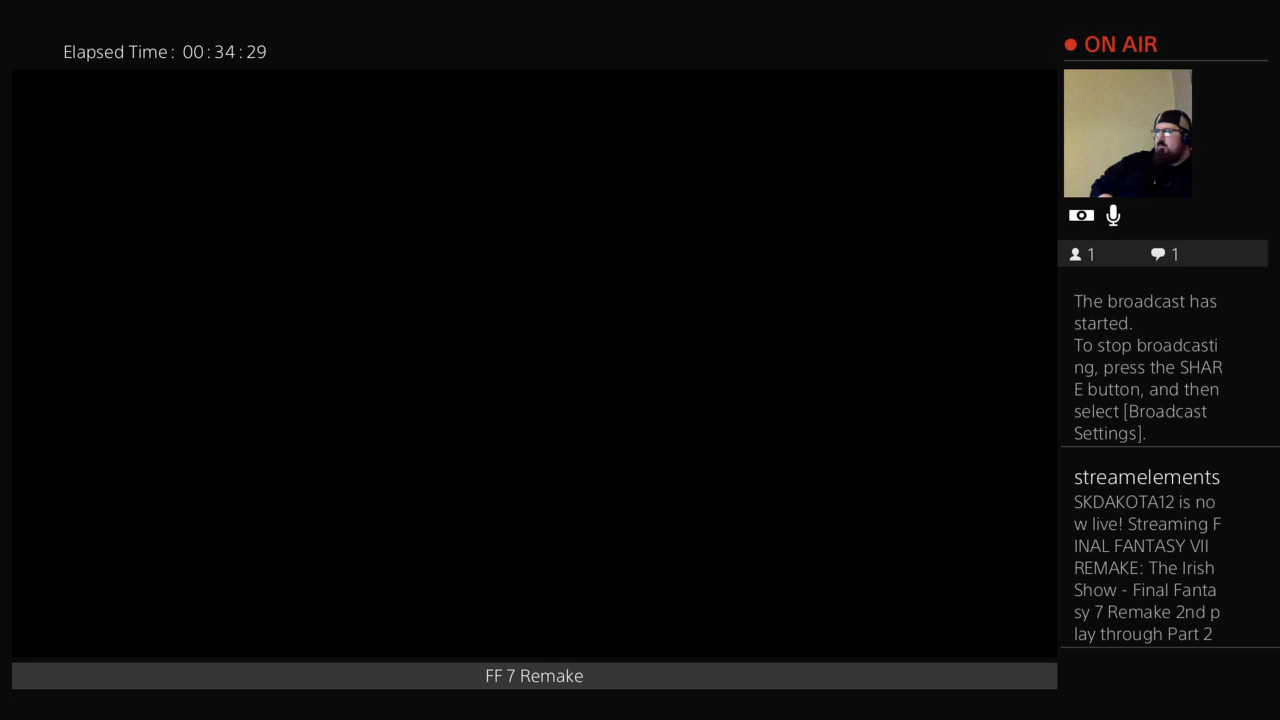 Elapsed Time: 00:34:29
ON AIR
1 1
The broadcast has
started.
To stop broadcasti
ng, press the SHAR
E button, and then
select [Broadcast
Settings].
streamelements
SKDAKOTA12 is no
w live! Streaming F
INAL FANTASY VII
REMAKE: The Irish
Show - Final Fanta
sy 7 Remake 2nd p
lay through Part 2
FF 7 Remake